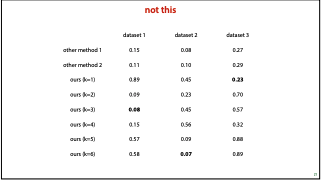 not this
dataset 1 dataset 2 dataset 3
other method 1 0.15 0.08 0.27
other method 2 0.11 0.10 0.29
ours (k=1) 0.89 0.45 0.23
ours (k=2) 0.09 0.23 0.70
ours (k=3) 0.08 0.45 0.57
ours (k=4) 0.15 0.56 0.32
ours (k=5) 0.57 0.09 0.88
ours (k=6) 0.58 0.07 0.89